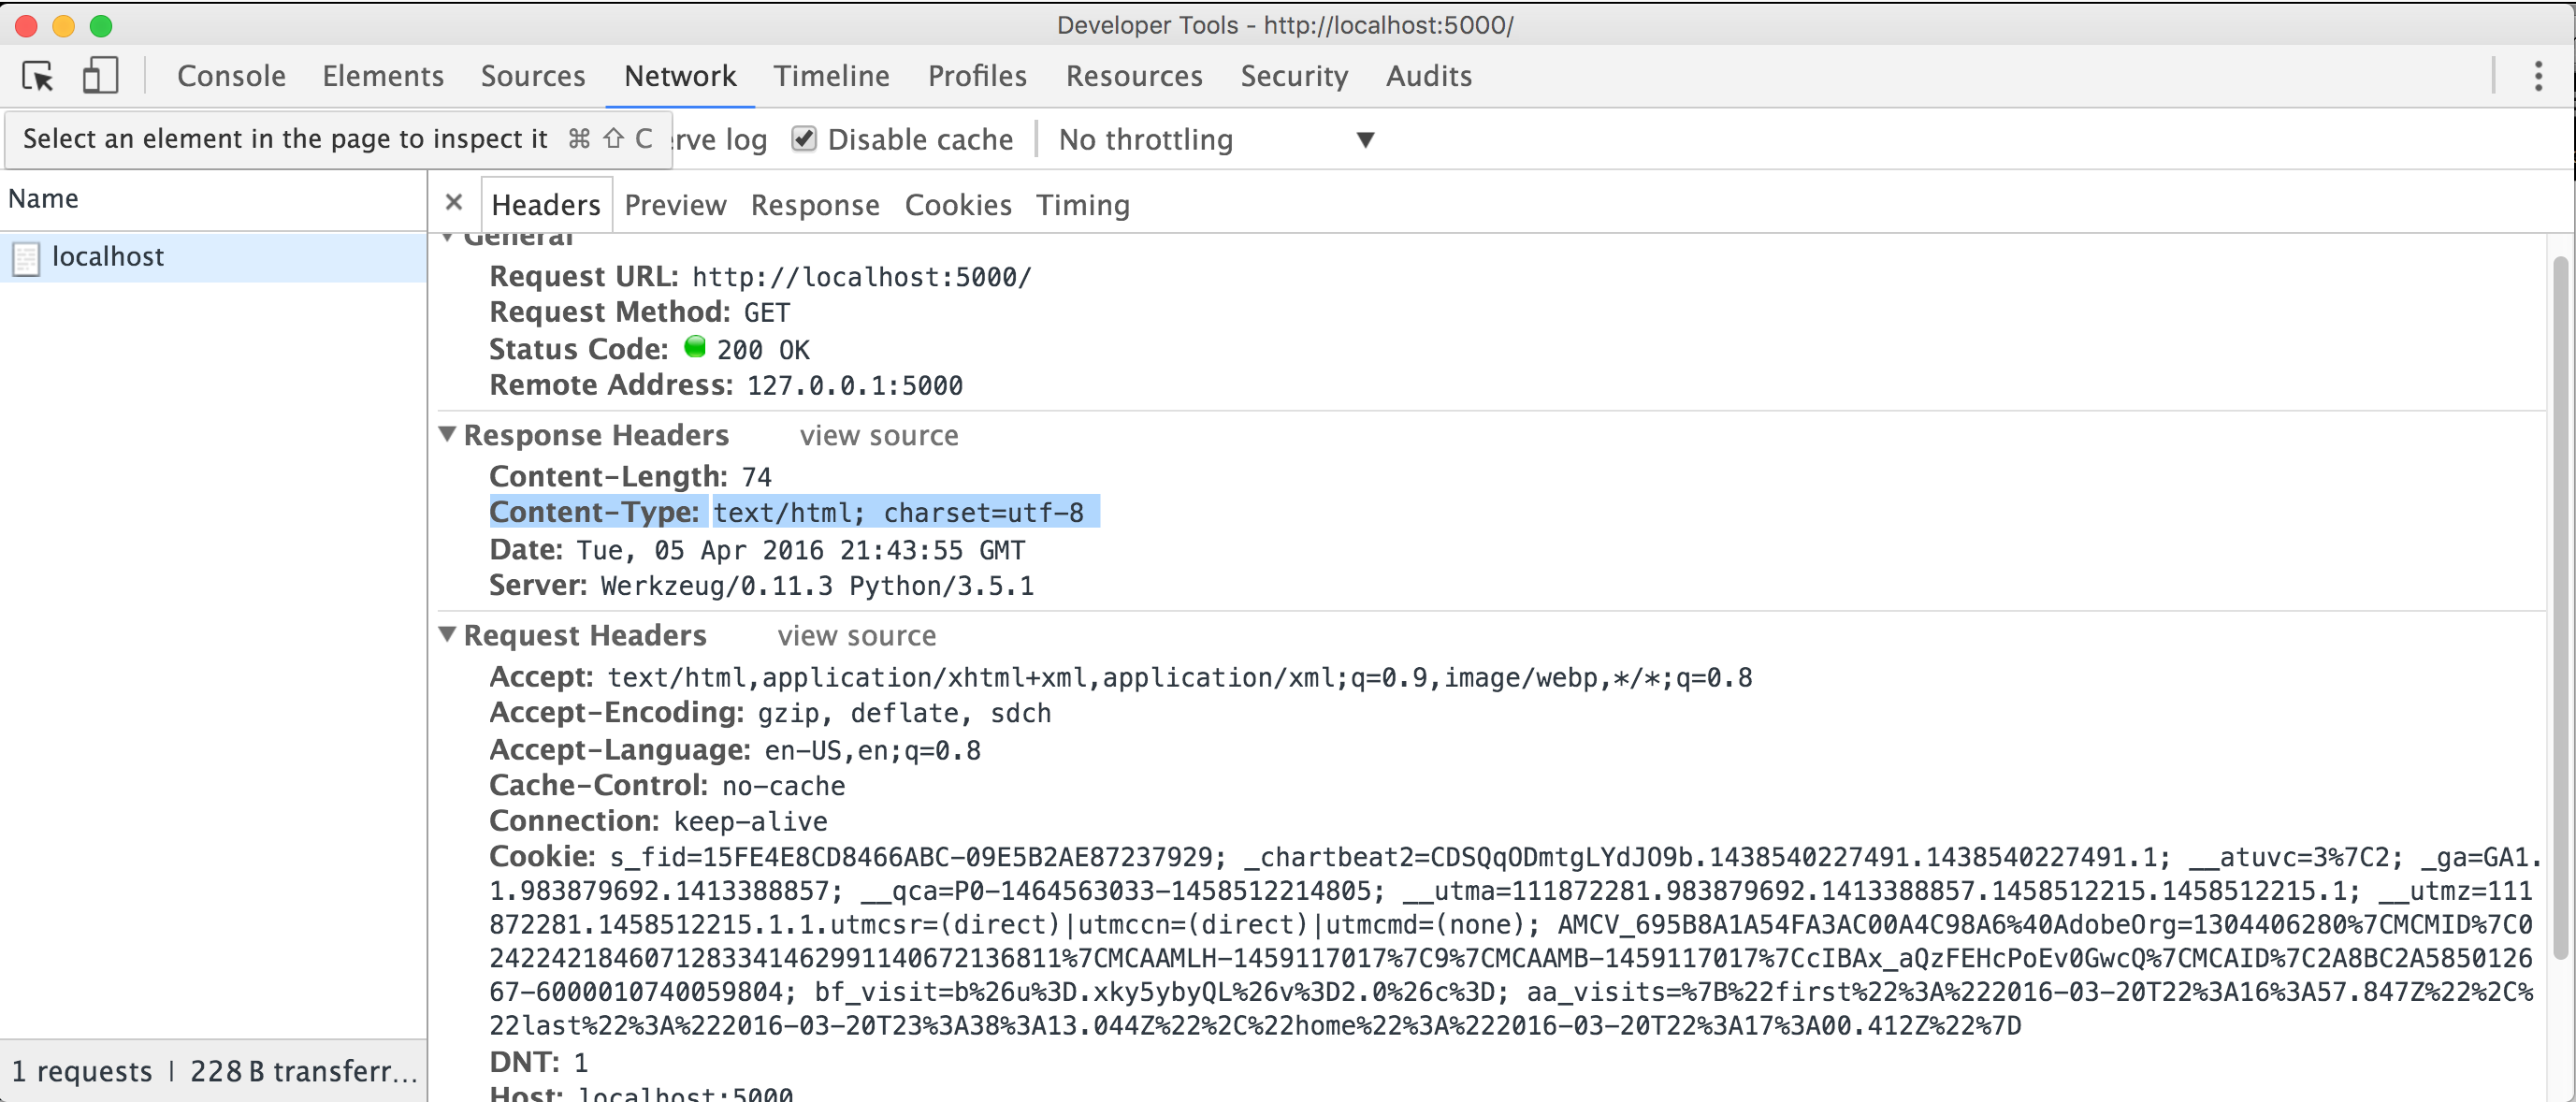 Developer Tools - http://localhost:5000/
Console Elements Sources Network Timeline Profiles Resources Security Audits
Select an element in the page to inspect it ⌘ ⇧ C rve log Disable cache No throttling ▼
Name
× Headers Preview Response Cookies Timing
localhost
General
Request URL: http://localhost:5000/
Request Method: GET
Status Code: 200 OK
Remote Address: 127.0.0.1:5000
Response Headers view source
Content-Length: 74
Content-Type: text/html; charset=utf-8
Date: Tue, 05 Apr 2016 21:43:55 GMT
Server: Werkzeug/0.11.3 Python/3.5.1
Request Headers view source
Accept: text/html,application/xhtml+xml,application/xml;q=0.9,image/webp,*/*;q=0.8
Accept-Encoding: gzip, deflate, sdch
Accept-Language: en-US,en;q=0.8
Cache-Control: no-cache
Connection: keep-alive
Cookie: s_fid=15FE4E8CD8466ABC-09E5B2AE87237929; _chartbeat2=CDSQqODmtgLYdJO9b.1438540227491.1438540227491.1; __atuvc=3%7C2; _ga=GA1.
1.983879692.1413388857; __qca=P0-1464563033-1458512214805; __utma=111872281.983879692.1413388857.1458512215.1458512215.1; __utmz=111
872281.1458512215.1.1.utmcsr=(direct)|utmccn=(direct)|utmcmd=(none); AMCV_695B8A1A54FA3AC00A4C98A6%40AdobeOrg=1304406280%7CMCMID%7C0
2422421846071283341462991140672136811%7CMCAAMLH-1459117017%7C9%7CMCAAMB-1459117017%7CcIBAx_aQzFEHcPoEv0GwcQ%7CMCAID%7C2A8BC2A5850126
67-6000010740059804; bf_visit=b%26u%3D.xky5ybyQL%26v%3D2.0%26c%3D; aa_visits=%7B%22first%22%3A%222016-03-20T22%3A16%3A57.847Z%22%2C%
22last%22%3A%222016-03-20T23%3A38%3A13.044Z%22%2C%22home%22%3A%222016-03-20T22%3A17%3A00.412Z%22%7D
DNT: 1
Host: localhost:5000
1 requests | 228 B transferr...